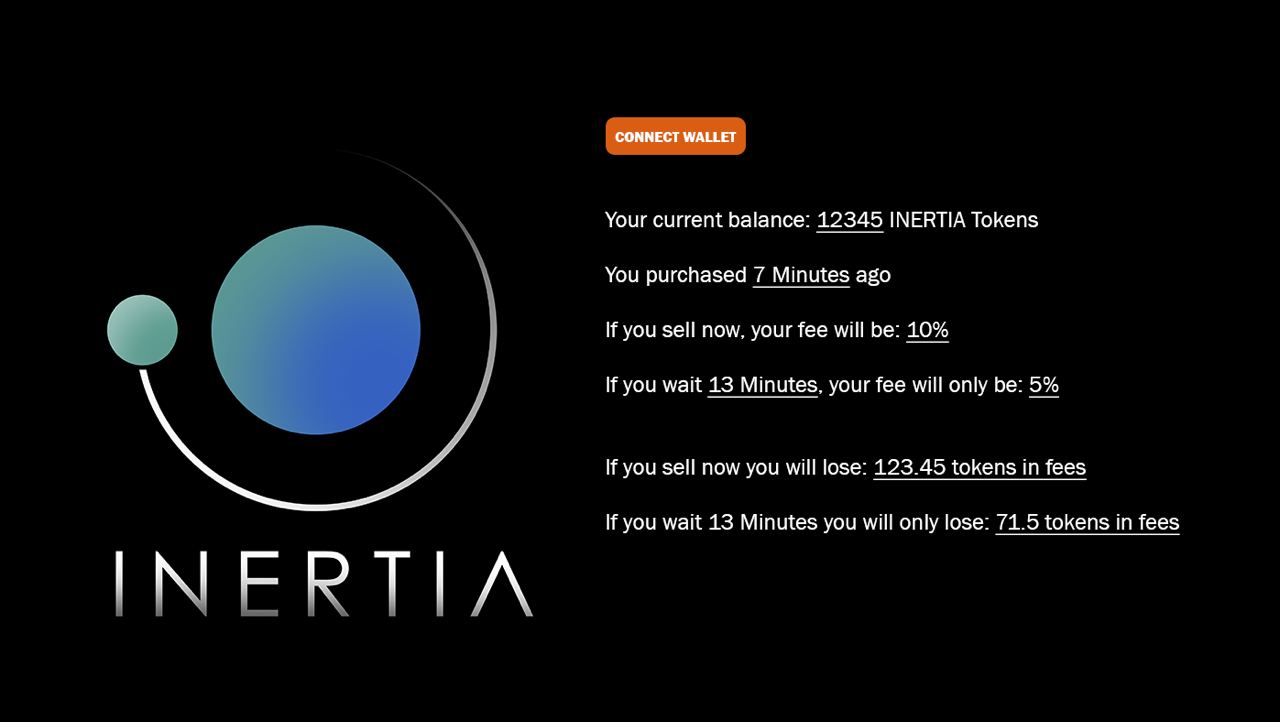 CONNECT WALLET
Your current balance: 12345 INERTIA Tokens
You purchased 7 Minutes ago
If you sell now, your fee will be: 10%
If you wait 13 Minutes, your fee will only be: 5%
If you sell now you will lose: 123.45 tokens in fees
If you wait 13 Minutes you will only lose: 71.5 tokens in fees
INERTIA